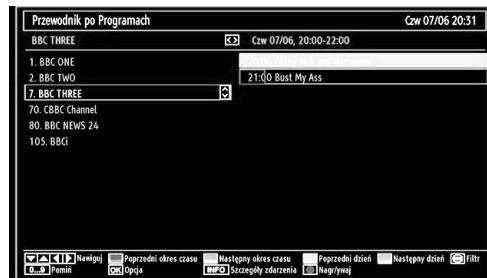 Przewodnik po Programach Czw 07/06 20:31
BBC THREE Czw 07/06, 20:00-22:00
1. BBC ONE
2. BBC TWO 21:00 Bust My Ass
7. BBC THREE
70. CBBC Channel
80. BBC NEWS 24
105. BBCi
Nawiguj Poprzedni okres czasu Następny okres czasu Poprzedni dzień Następny dzień Filtr
0...9 Pomiń OK Opcja INFO Szczegóły zdarzenia Nagr/ywaj